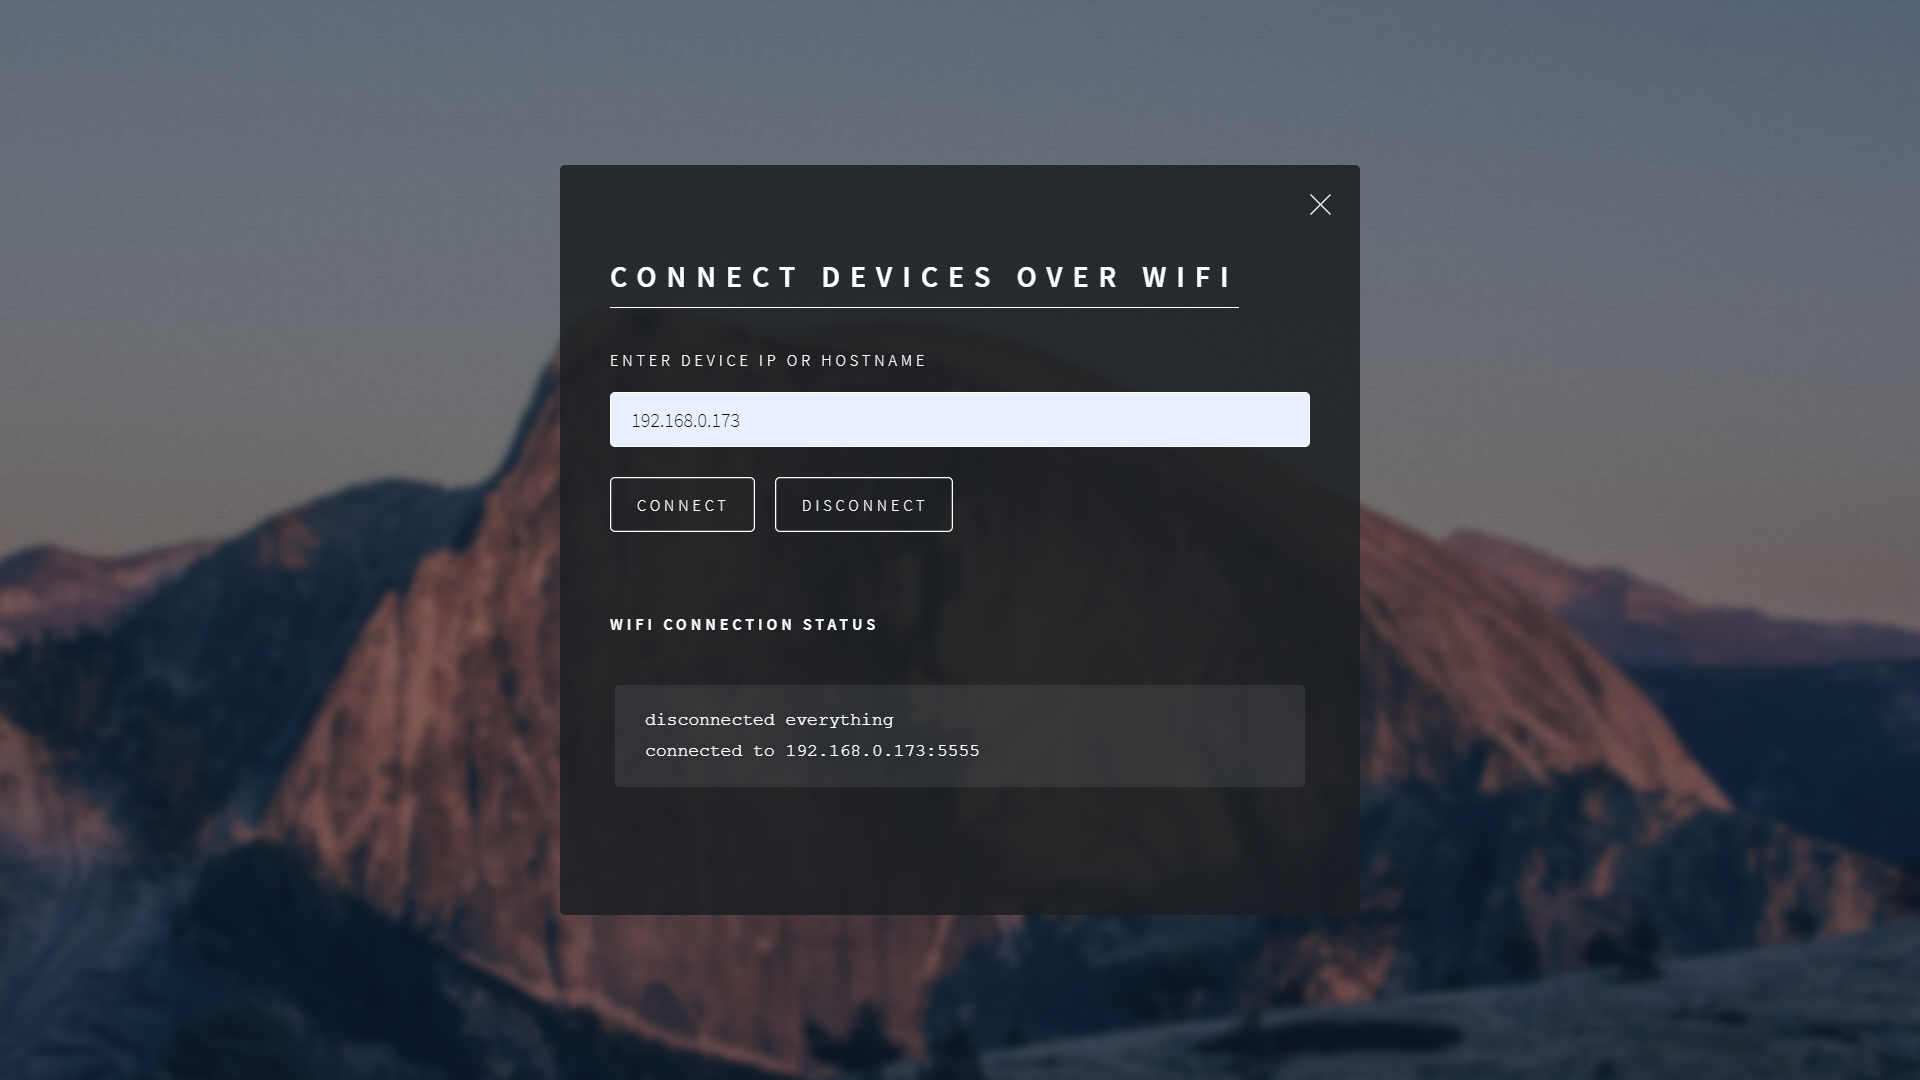 CONNECT DEVICES OVER WIFI
ENTER DEVICE IP OR HOSTNAME
192.168.0.173
CONNECT DISCONNECT
WIFI CONNECTION STATUS
disconnected everything
connected to 192.168.0.173:5555